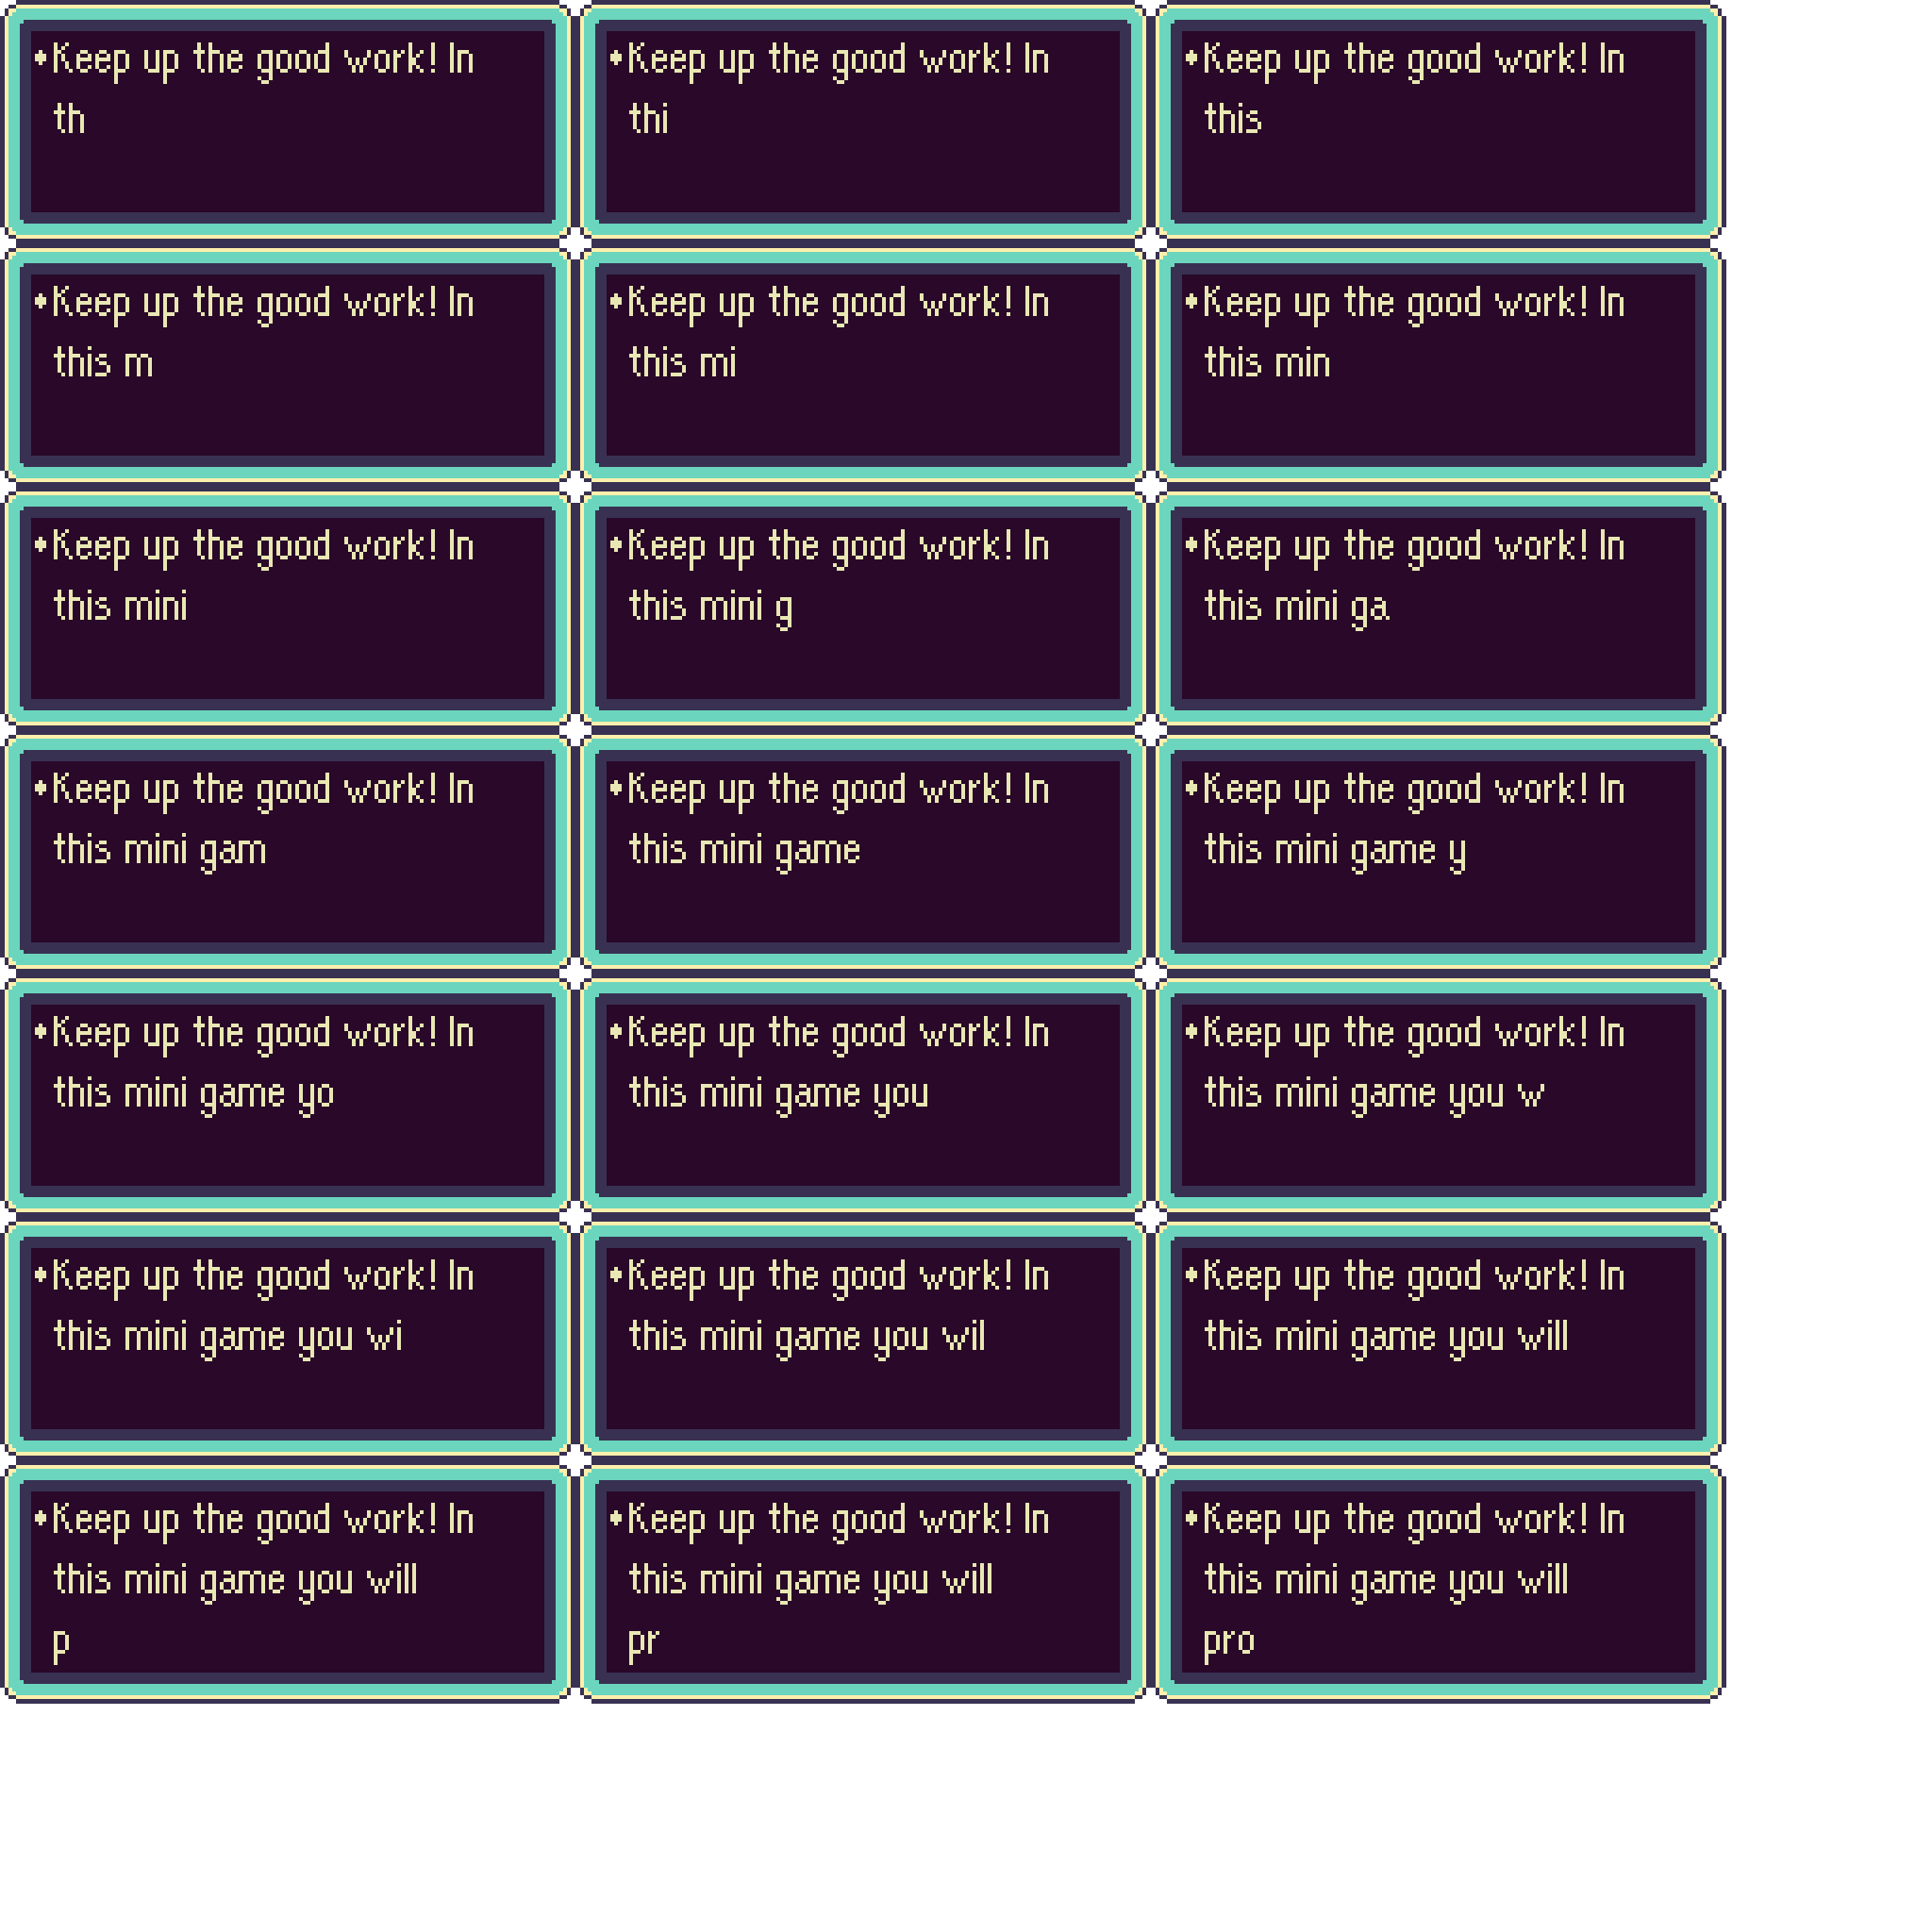 Keep up the good work! In
th
Keep up the good work! In
thi
Keep up the good work! In
this
Keep up the good work! In
this m
Keep up the good work! In
this mi
Keep up the good work! In
this min
Keep up the good work! In
this mini
Keep up the good work! In
this mini g
Keep up the good work! In
this mini ga
Keep up the good work! In
this mini gam
Keep up the good work! In
this mini game
Keep up the good work! In
this mini game y
Keep up the good work! In
this mini game yo
Keep up the good work! In
this mini game you
Keep up the good work! In
this mini game you w
Keep up the good work! In
this mini game you wi
Keep up the good work! In
this mini game you wil
Keep up the good work! In
this mini game you will
Keep up the good work! In
this mini game you will
p
Keep up the good work! In
this mini game you will
pr
Keep up the good work! In
this mini game you will
pro